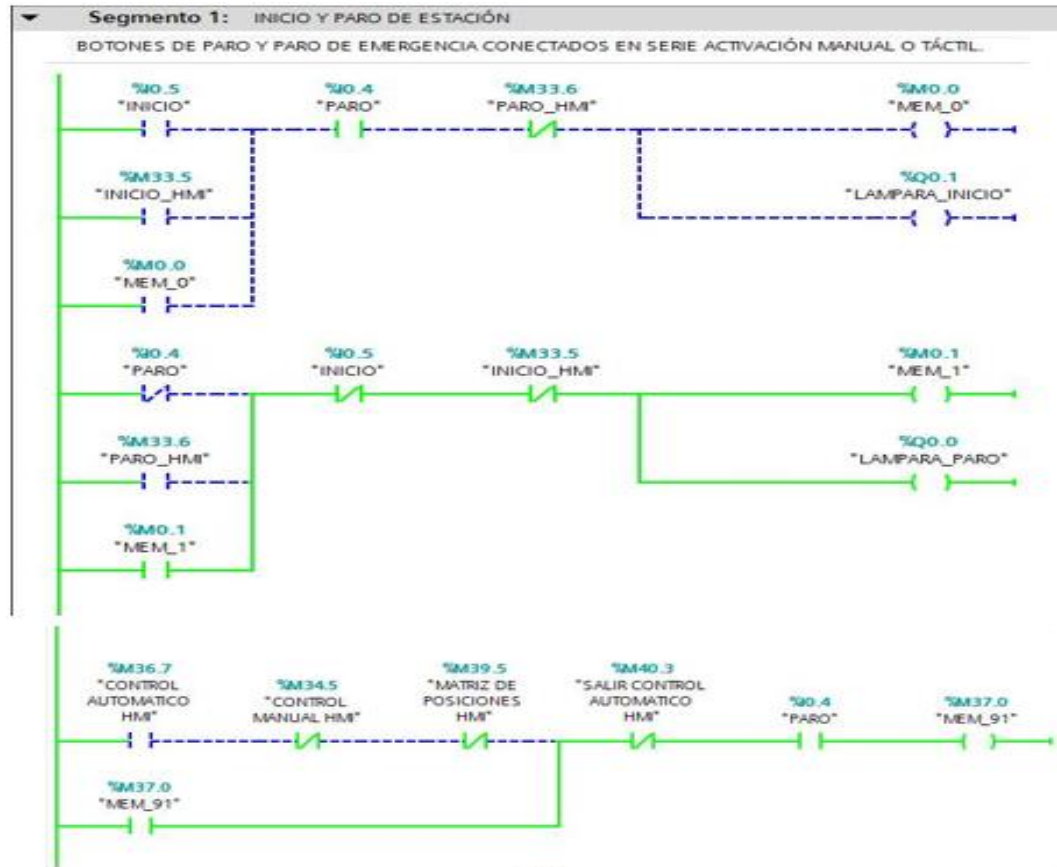 Segmento 1: INICIO Y PARO DE ESTACIÓN
BOTONES DE PARO Y PARO DE EMERGENCIA CONECTADOS EN SERIE ACTIVACIÓN MANUAL O TÁCTIL.
%I0.5 %I0.4 %M33.6 %M0.0
"INICIO" "PARO" "PARO_HMI" "MEM_0"
%M33.5 %Q0.1
"INICIO_HMI" "LAMPARA_INICIO"
%M0.0
"MEM_0"
%I0.4 %I0.5 %M33.5 %M0.1
"PARO" "INICIO" "INICIO_HMI" "MEM_1"
%M33.6 %Q0.0
"PARO_HMI" "LAMPARA_PARO"
%M0.1
"MEM_1"
%M36.7
"CONTROL
AUTOMATICO
HMI"
%M34.5
"CONTROL
MANUAL HMI"
%M39.5
"MATRIZ DE
POSICIONES
HMI"
%M40.3
"SALIR CONTROL
AUTOMATICO
HMI"
%I0.4
"PARO"
%M37.0
"MEM_91"
%M37.0
"MEM_91"